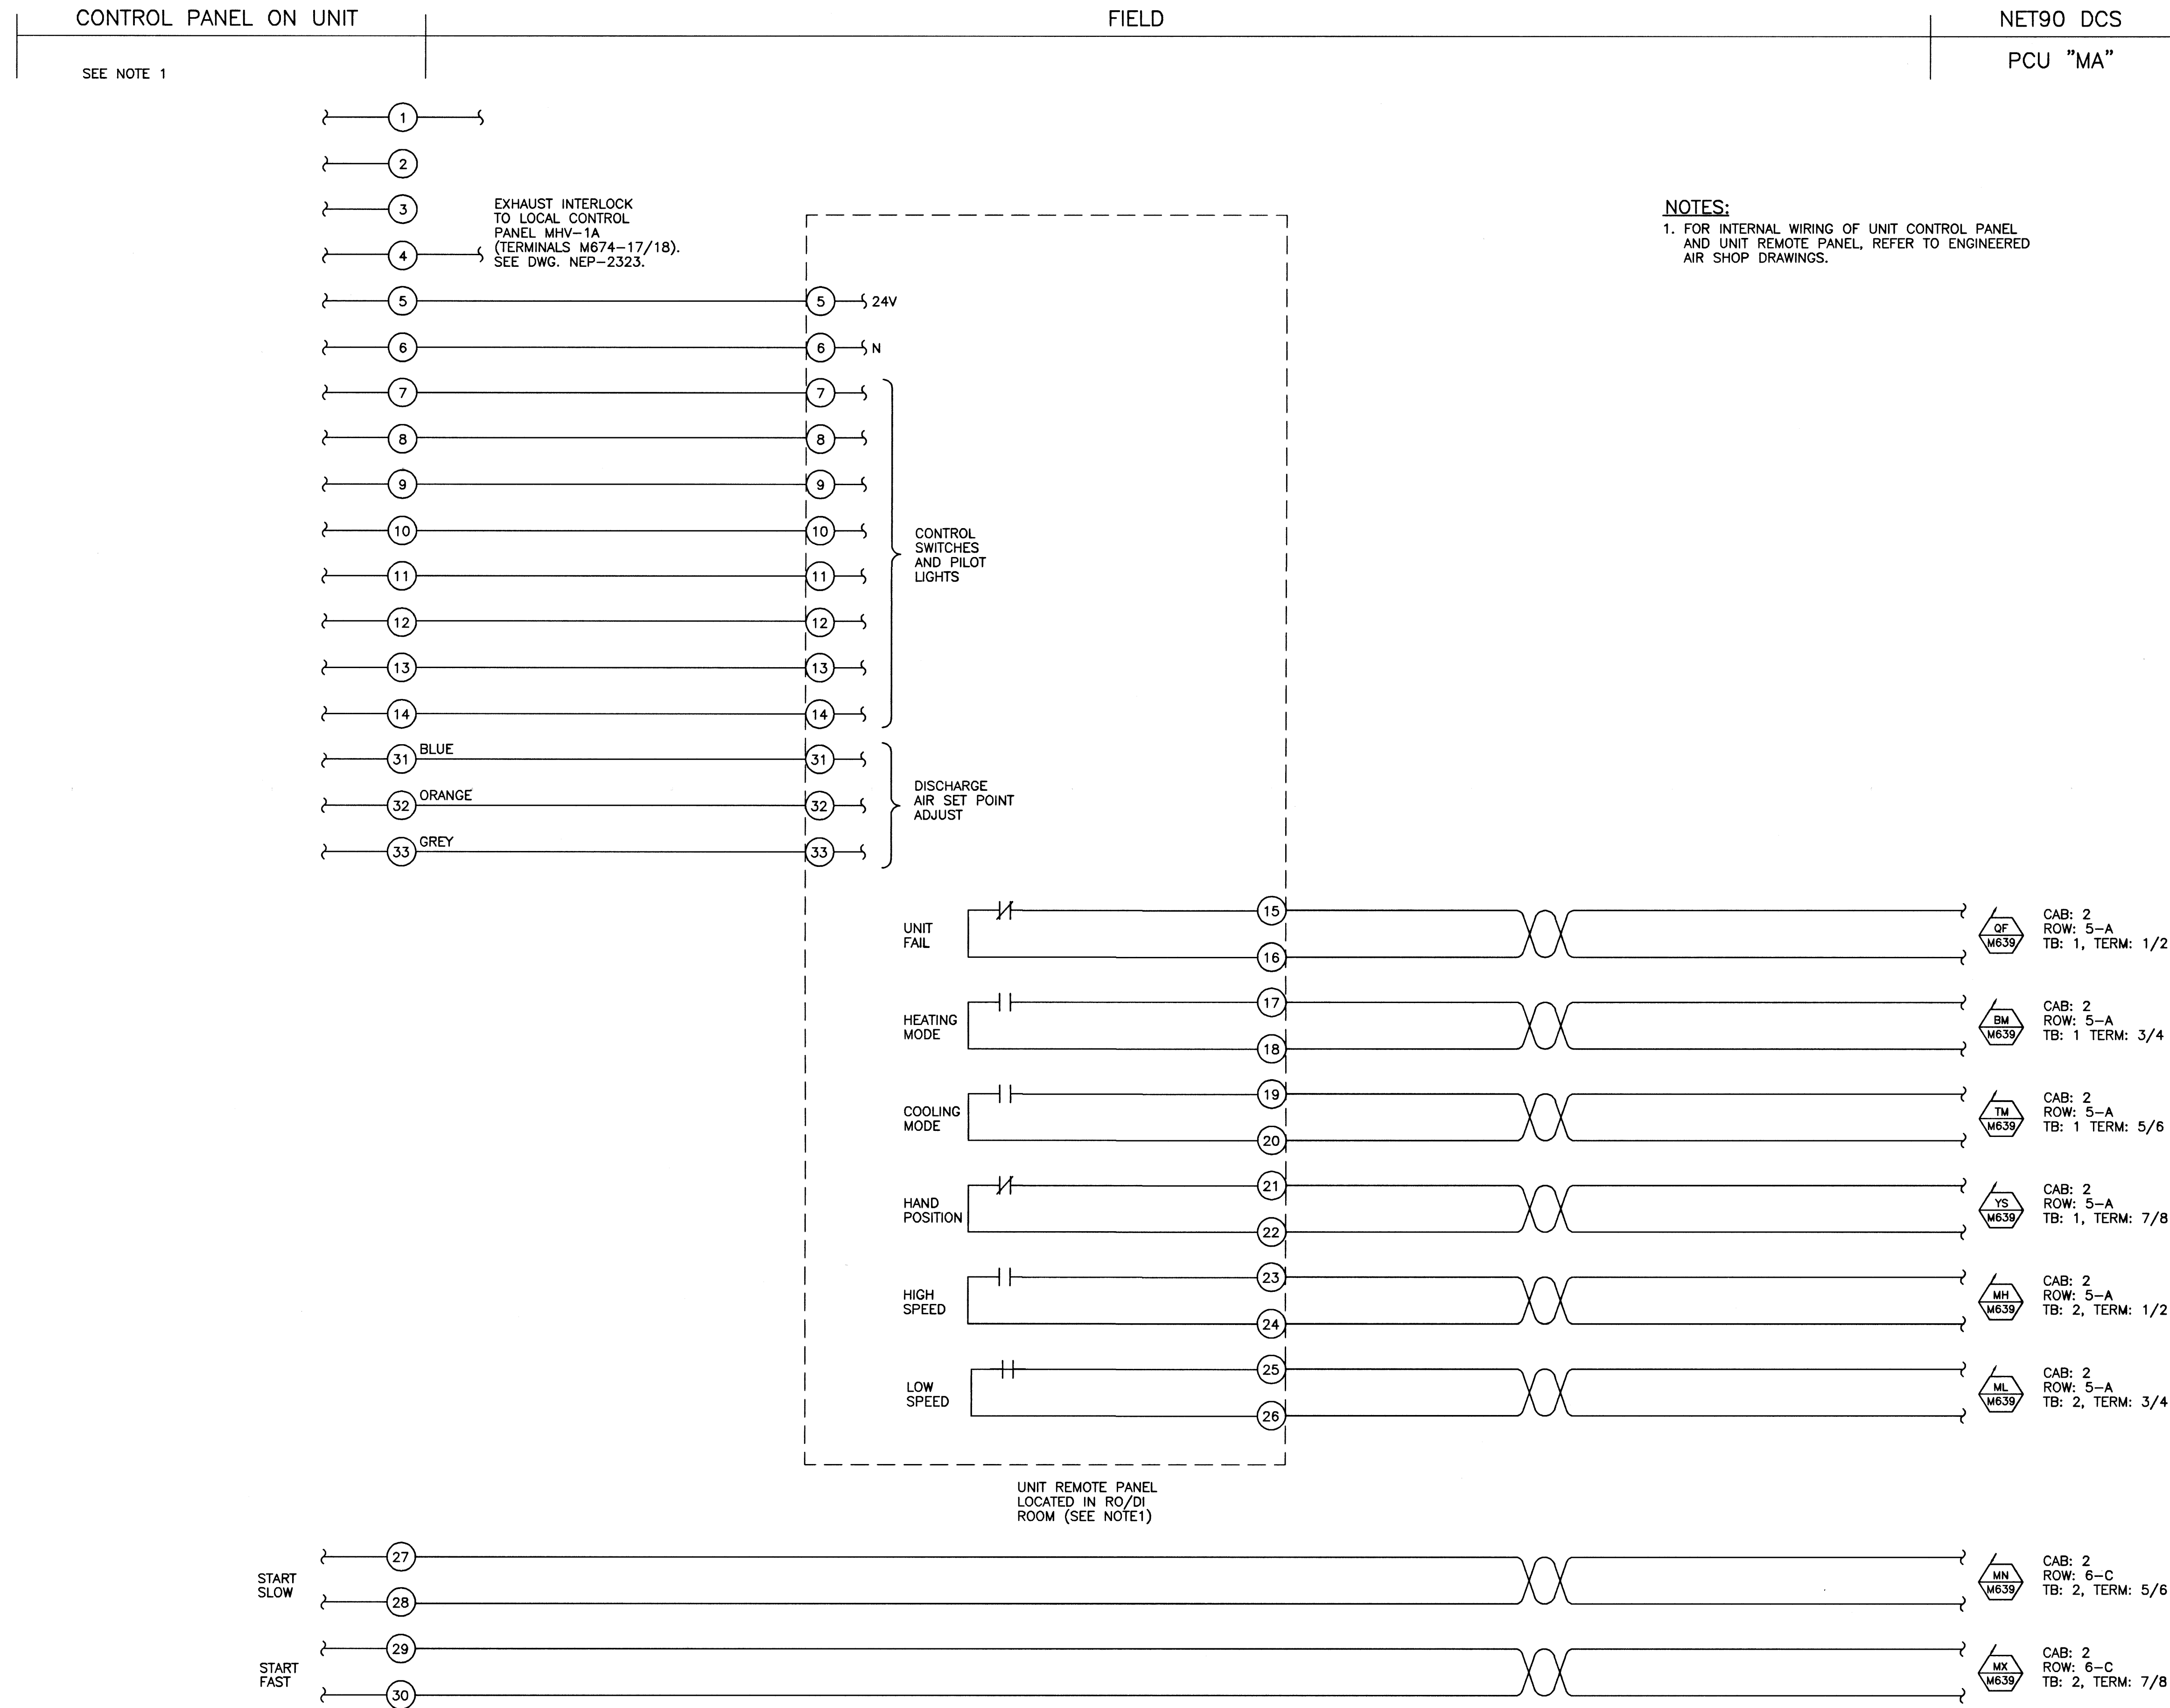 CONTROL PANEL ON UNIT
FIELD
NET90 DCS
SEE NOTE 1
PCU "MA"
1
2
3
4
EXHAUST INTERLOCK
TO LOCAL CONTROL
PANEL MHV-1A
(TERMINALS M674-17/18).
SEE DWG. NEP-2323.
NOTES:
1. FOR INTERNAL WIRING OF UNIT CONTROL PANEL
AND UNIT REMOTE PANEL, REFER TO ENGINEERED
AIR SHOP DRAWINGS.
5 5 24V
6 6 N
7 7
8 8
9 9
10 10
11 11
12 12
13 13
14 14
CONTROL
SWITCHES
AND PILOT
LIGHTS
31 BLUE 31
32 ORANGE 32
33 GREY 33
DISCHARGE
AIR SET POINT
ADJUST
UNIT
FAIL
15
16
QF
M639
CAB: 2
ROW: 5-A
TB: 1, TERM: 1/2
HEATING
MODE
17
18
BM
M639
CAB: 2
ROW: 5-A
TB: 1 TERM: 3/4
COOLING
MODE
19
20
TM
M639
CAB: 2
ROW: 5-A
TB: 1 TERM: 5/6
HAND
POSITION
21
22
YS
M639
CAB: 2
ROW: 5-A
TB: 1, TERM: 7/8
HIGH
SPEED
23
24
MH
M639
CAB: 2
ROW: 5-A
TB: 2, TERM: 1/2
LOW
SPEED
25
26
ML
M639
CAB: 2
ROW: 5-A
TB: 2, TERM: 3/4
UNIT REMOTE PANEL
LOCATED IN RO/DI
ROOM (SEE NOTE1)
START
SLOW
27
28
MN
M639
CAB: 2
ROW: 6-C
TB: 2, TERM: 5/6
START
FAST
29
30
MX
M639
CAB: 2
ROW: 6-C
TB: 2, TERM: 7/8